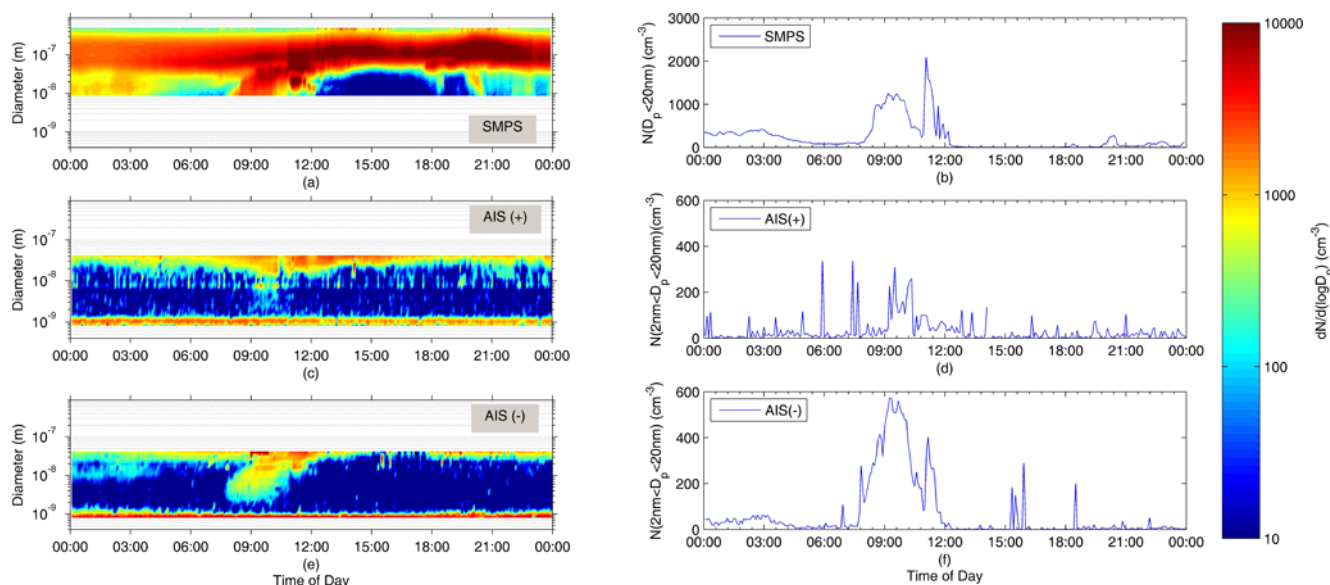 Diameter (m)
10^-7
10^-8
10^-9
SMPS
00:00 03:00 06:00 09:00 12:00 15:00 18:00 21:00 00:00
(a)
N(D_p<20nm) (cm^-3)
3000
2000
1000
0
SMPS
00:00 03:00 06:00 09:00 12:00 15:00 18:00 21:00 00:00
(b)
Diameter (m)
10^-7
10^-8
10^-9
AIS (+)
00:00 03:00 06:00 09:00 12:00 15:00 18:00 21:00 00:00
(c)
N(2nm<D_p<20nm)(cm^-3)
600
400
200
0
AIS(+)
00:00 03:00 06:00 09:00 12:00 15:00 18:00 21:00 00:00
(d)
Diameter (m)
10^-7
10^-8
10^-9
AIS (-)
00:00 03:00 06:00 09:00 12:00 15:00 18:00 21:00 00:00
(e)
Time of Day
N(2nm<D_p<20nm) (cm^-3)
600
400
200
0
AIS(-)
00:00 03:00 06:00 09:00 12:00 15:00 18:00 21:00 00:00
(f)
Time of Day
10000
1000
100
10
dN/d(logD_p) (cm^-3)